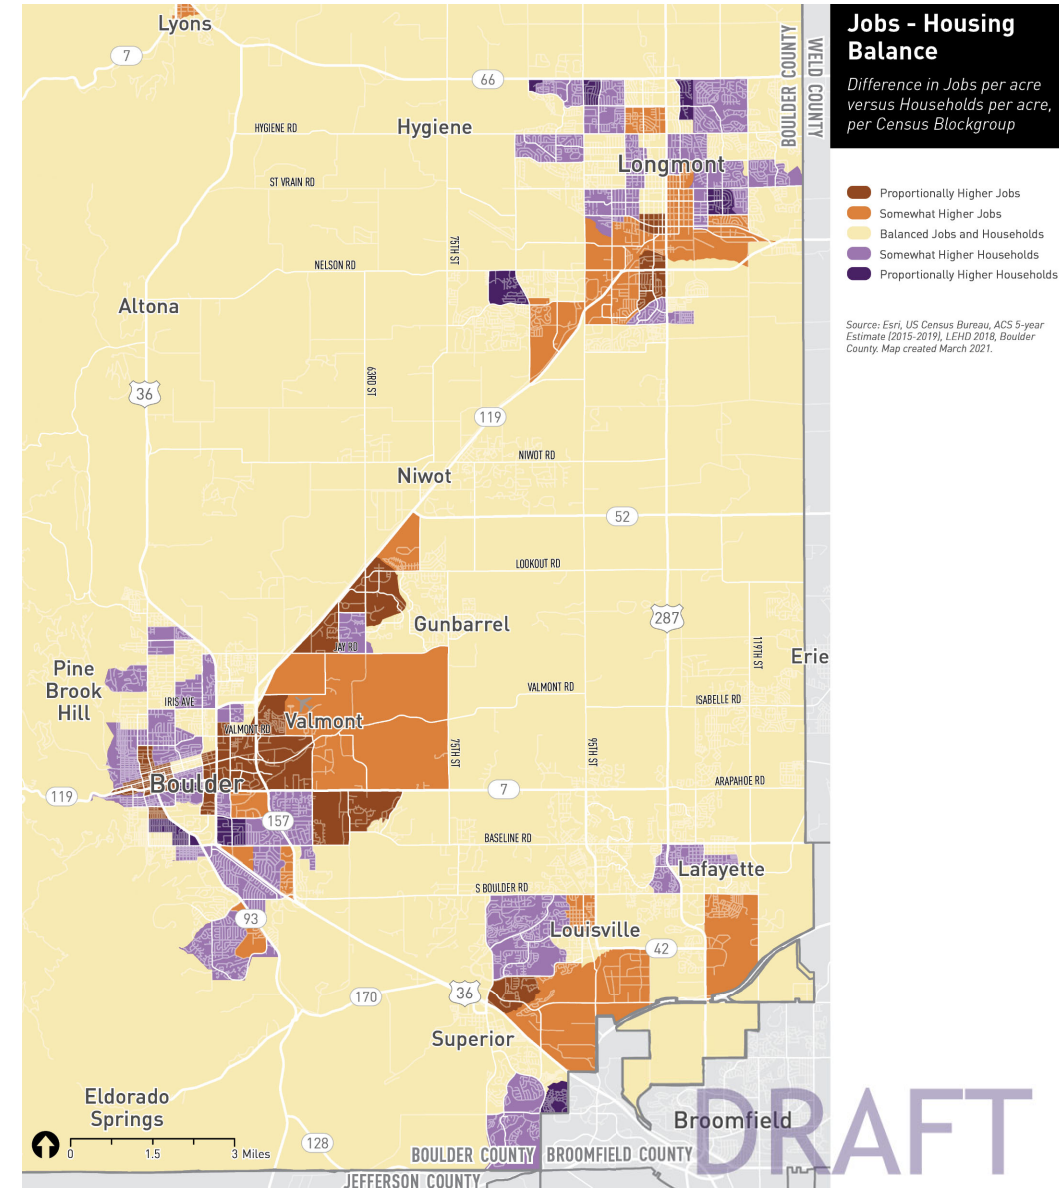 Jobs - Housing
Balance
Difference in Jobs per acre
versus Households per acre,
per Census Blockgroup
Proportionally Higher Jobs
Somewhat Higher Jobs
Balanced Jobs and Households
Somewhat Higher Households
Proportionally Higher Households
Source: Esri, US Census Bureau, ACS 5-year
Estimate (2015-2019), LEHD 2018, Boulder
County. Map created March 2021.
Lyons
7
66
BOULDER COUNTY
WELD COUNTY
HYGIENE RD
Hygiene
Longmont
ST VRAIN RD
75TH ST
NELSON RD
Altona
63RD ST
36
119
NIWOT RD
Niwot
52
LOOKOUT RD
287
Gunbarrel
JAY RD
119TH ST
Erie
Pine
Brook
Hill
VALMONT RD
ISABELLE RD
IRIS AVE
Valmont
VALMONT RD
75TH ST
95TH ST
Boulder
ARAPAHOE RD
119
7
157
BASELINE RD
Lafayette
S BOULDER RD
93
Louisville
42
170
36
Superior
Eldorado
Springs
Broomfield
DRAFT
0 1.5 3 Miles
128
BOULDER COUNTY
BROOMFIELD COUNTY
JEFFERSON COUNTY